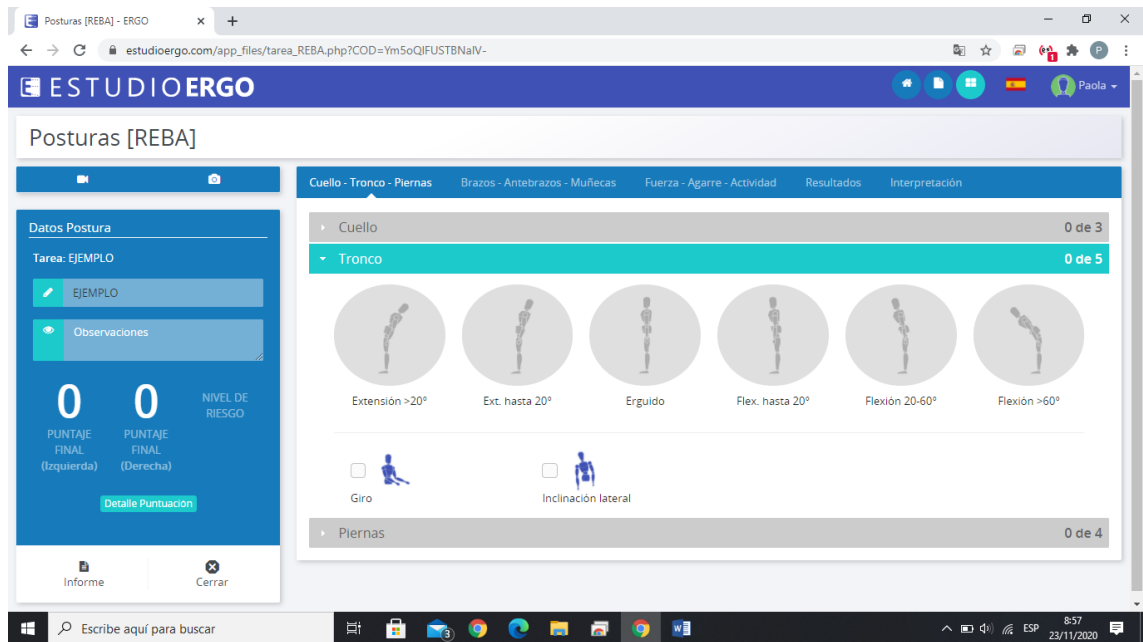 Posturas [REBA] - ERGO
estudioergo.com/app_files/tarea_REBA.php?COD=Ym5oQlFUSTBNalV-
1
P
ESTUDIOERGO
Paola
Posturas [REBA]
Cuello - Tronco - Piernas
Brazos - Antebrazos - Muñecas
Fuerza - Agarre - Actividad
Resultados
Interpretación
Datos Postura
Tarea: EJEMPLO
EJEMPLO
Observaciones
0
0
NIVEL DE
RIESGO
PUNTAJE
FINAL
(Izquierda)
PUNTAJE
FINAL
(Derecha)
Detalle Puntuación
Informe
Cerrar
Cuello
0 de 3
Tronco
0 de 5
Extensión >20°
Ext. hasta 20°
Erguido
Flex. hasta 20°
Flexión 20-60°
Flexión >60°
Giro
Inclinación lateral
Piernas
0 de 4
Escribe aquí para buscar
3
ESP
8:57
23/11/2020